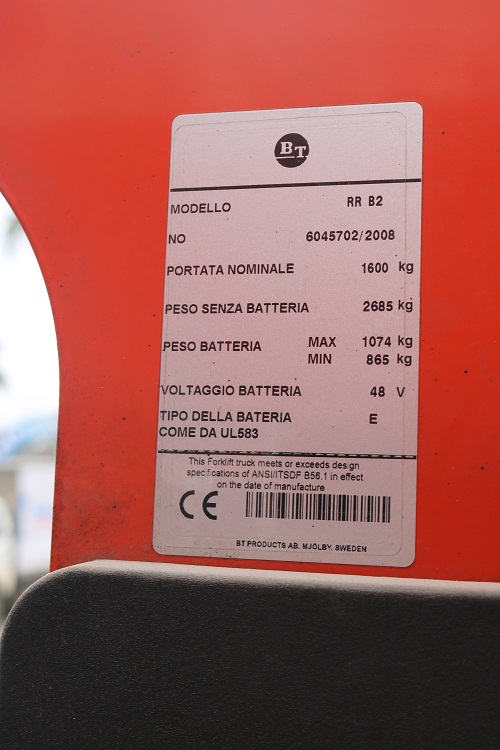 BT
MODELLO RR B2
NO 6045702/2008
PORTATA NOMINALE 1600 kg
PESO SENZA BATTERIA 2685 kg
PESO BATTERIA MAX 1074 kg
MIN 865 kg
VOLTAGGIO BATTERIA 48 V
TIPO DELLA BATERIA E
COME DA UL583
This Forklift truck meets or exceeds design
specifications of ANSI/ITSDF B56.1 in effect
on the date of manufacture
CE
BT PRODUCTS AB. MJÖLBY. SWEDEN